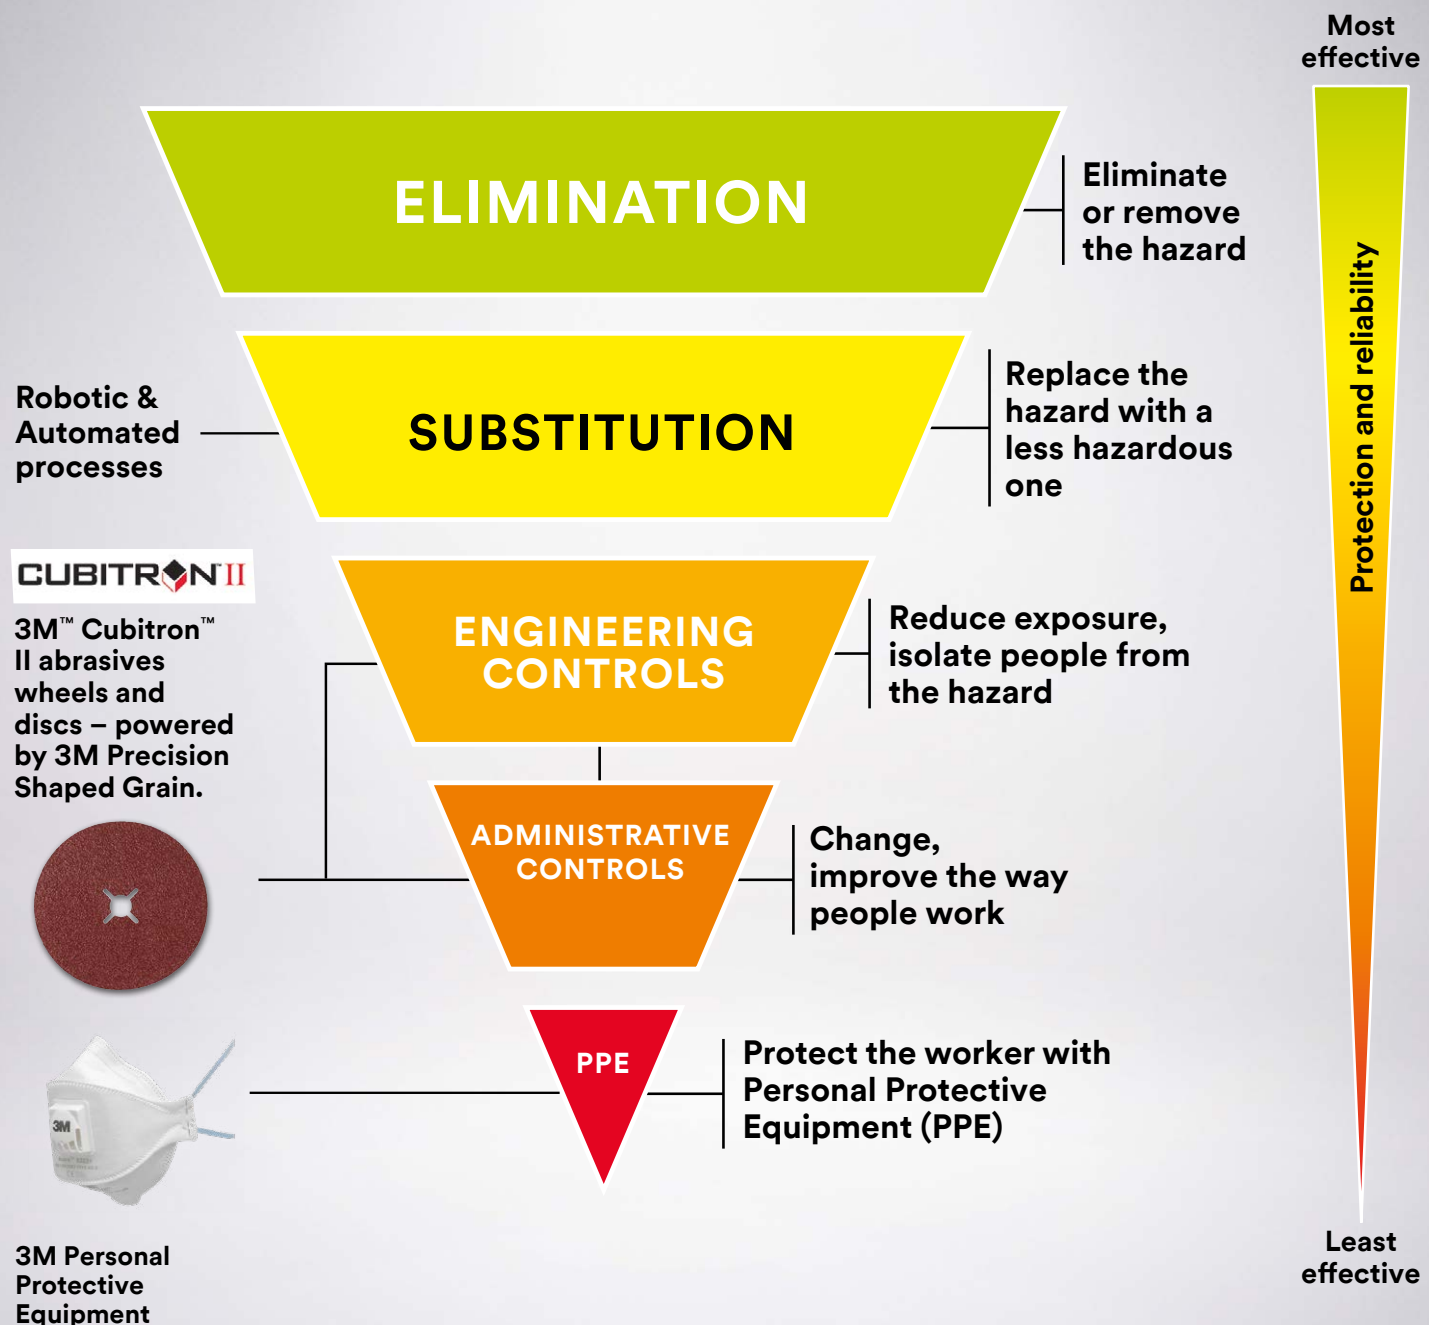 Most
effective
ELIMINATION
Eliminate
or remove
the hazard
Robotic &
Automated
processes
SUBSTITUTION
Replace the
hazard with a
less hazardous
one
Protection and reliability
CUBITRON™ II
3M™ Cubitron™
II abrasives
wheels and
discs – powered
by 3M Precision
Shaped Grain.
ENGINEERING
CONTROLS
Reduce exposure,
isolate people from
the hazard
ADMINISTRATIVE
CONTROLS
Change,
improve the way
people work
3M
PPE
Protect the worker with
Personal Protective
Equipment (PPE)
3M Personal
Protective
Equipment
Least
effective